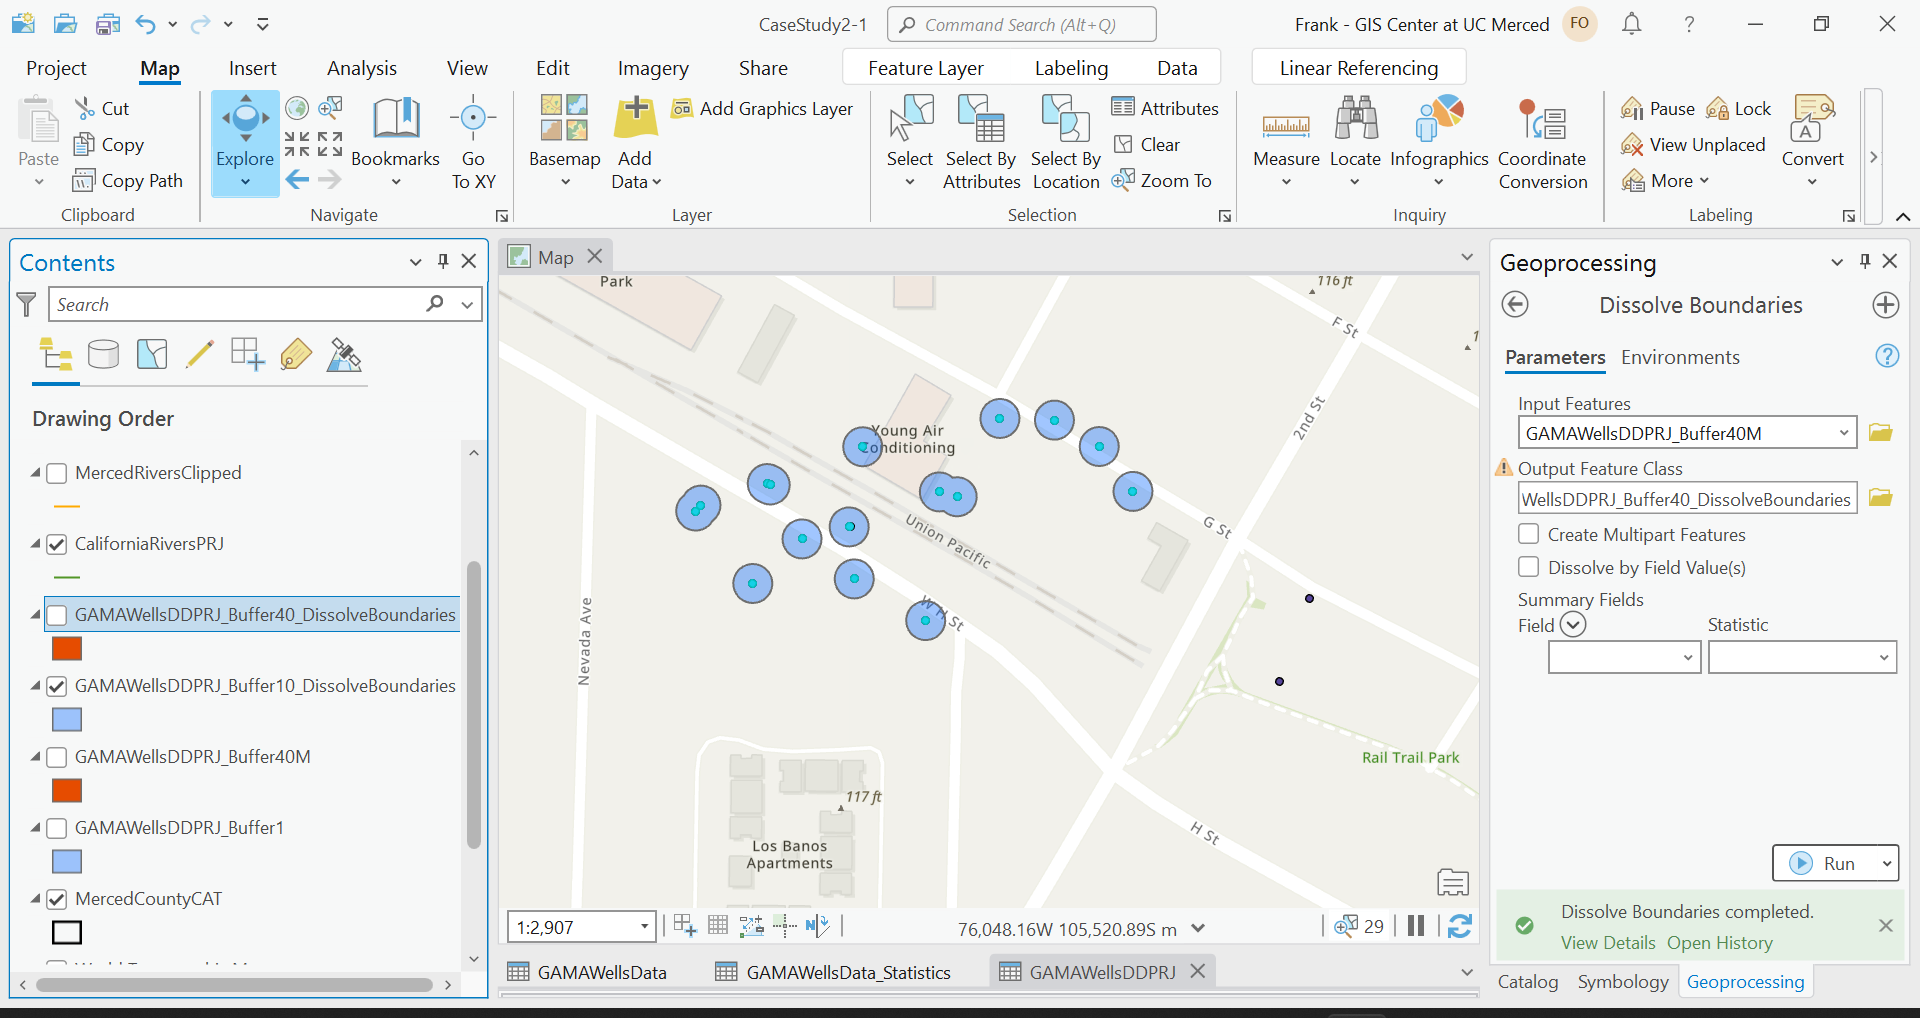 CaseStudy2-1
Command Search (Alt+Q)
Frank - GIS Center at UC Merced
FO
?
Project
Map
Insert
Analysis
View
Edit
Imagery
Share
Feature Layer
Labeling
Data
Linear Referencing
Paste
Cut
Copy
Copy Path
Clipboard
Explore
Bookmarks
Go
To XY
Navigate
Basemap
Add
Data
Add Graphics Layer
Layer
Select
Select By
Attributes
Select By
Location
Attributes
Clear
Zoom To
Selection
Measure
Locate
Infographics
Coordinate
Conversion
Inquiry
Pause
Lock
View Unplaced
More
A
Convert
Labeling
Contents
Search
Drawing Order
MercedRiversClipped
CaliforniaRiversPRJ
GAMAWellsDDPRJ_Buffer40_DissolveBoundaries
GAMAWellsDDPRJ_Buffer10_DissolveBoundaries
GAMAWellsDDPRJ_Buffer40M
GAMAWellsDDPRJ_Buffer1
MercedCountyCAT
Map
Park
116 ft
F St
1
2nd St
Young Air
Conditioning
Union Pacific
G St
W H St
Nevada Ave
Rail Trail Park
117 ft
H St
Los Banos
Apartments
1:2,907
N
76,048.16W 105,520.89S m
29
GAMAWellsData
GAMAWellsData_Statistics
GAMAWellsDDPRJ
Geoprocessing
Dissolve Boundaries
Parameters
Environments
?
Input Features
GAMAWellsDDPRJ_Buffer40M
Output Feature Class
WellsDDPRJ_Buffer40_DissolveBoundaries
Create Multipart Features
Dissolve by Field Value(s)
Summary Fields
Field
Statistic
Run
Dissolve Boundaries completed.
View Details Open History
Catalog
Symbology
Geoprocessing